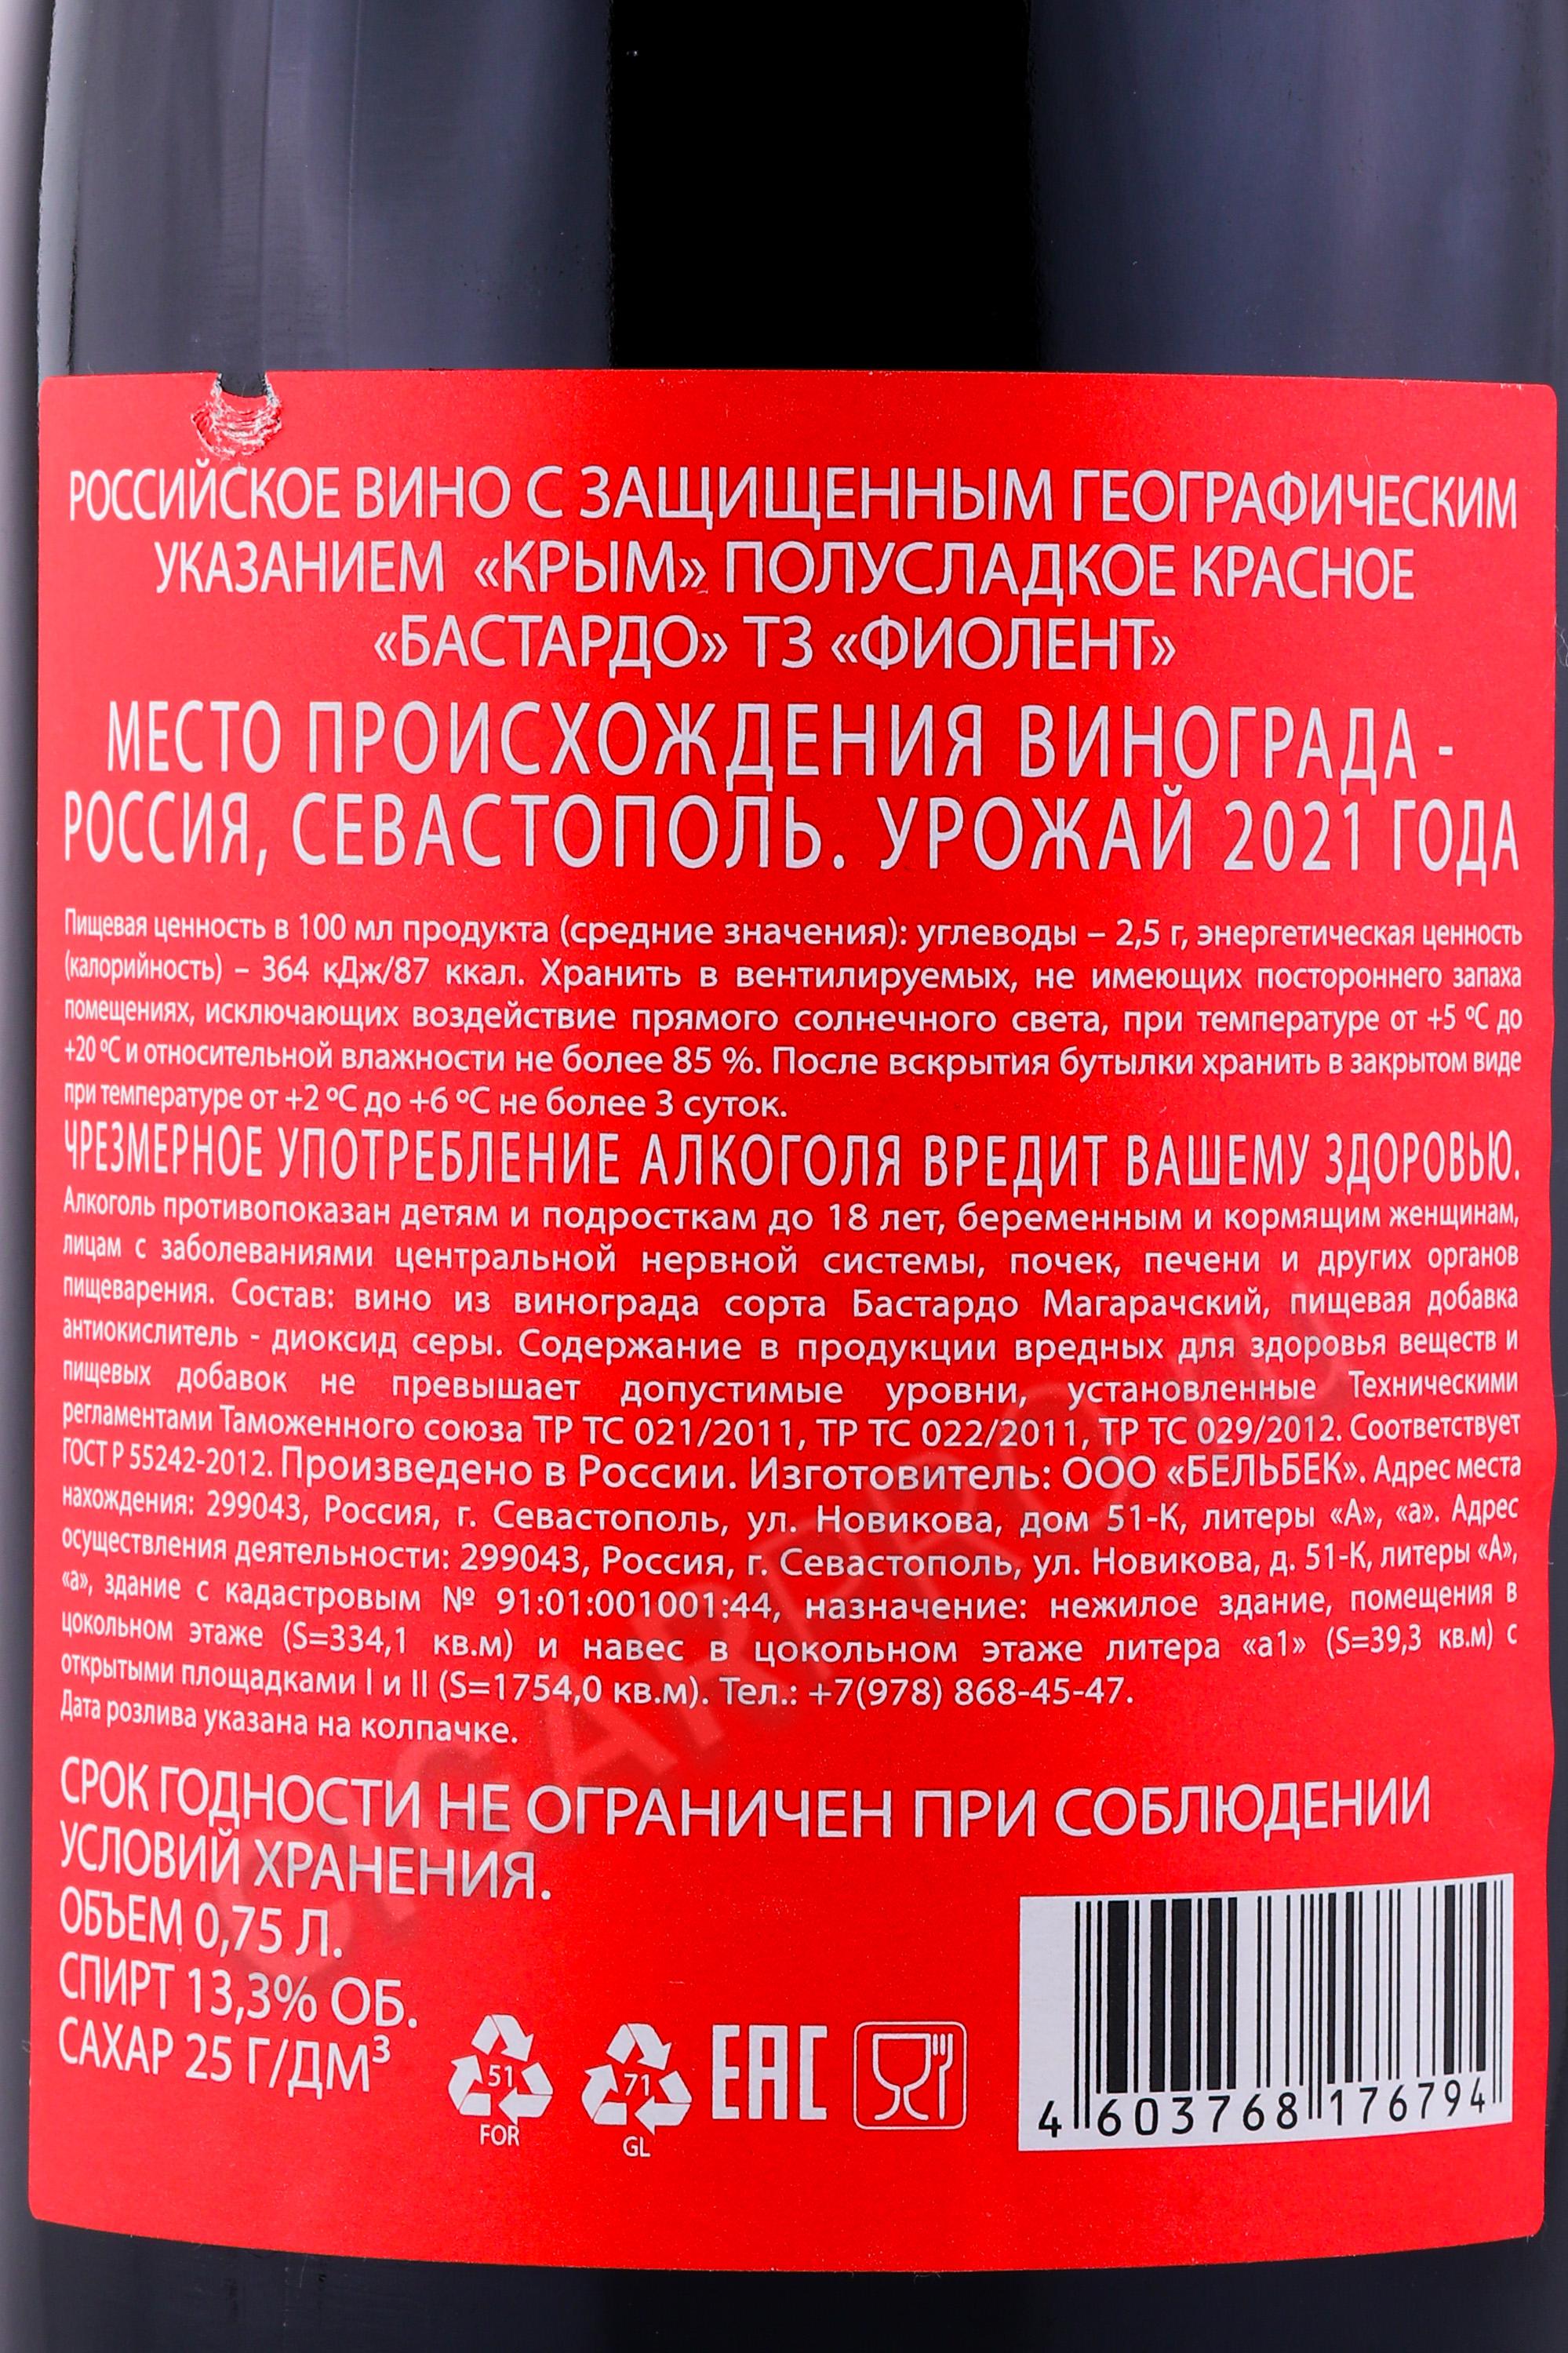 РОССИЙСКОЕ ВИНО С ЗАЩИЩЕННЫМ ГЕОГРАФИЧЕСКИМ
УКАЗАНИЕМ «КРЫМ» ПОЛУСЛАДКОЕ КРАСНОЕ
«БАСТАРДО» ТЗ «ФИОЛЕНТ»
МЕСТО ПРОИСХОЖДЕНИЯ ВИНОГРАДА -
РОССИЯ, СЕВАСТОПОЛЬ. УРОЖАЙ 2021 ГОДА
Пищевая ценность в 100 мл продукта (средние значения): углеводы – 2,5 г, энергетическая ценность
(калорийность) – 364 кДж/87 ккал. Хранить в вентилируемых, не имеющих постороннего запаха
помещениях, исключающих воздействие прямого солнечного света, при температуре от +5 ºС до
+20 ºС и относительной влажности не более 85 %. После вскрытия бутылки хранить в закрытом виде
при температуре от +2 ºС до +6 ºС не более 3 суток.
ЧРЕЗМЕРНОЕ УПОТРЕБЛЕНИЕ АЛКОГОЛЯ ВРЕДИТ ВАШЕМУ ЗДОРОВЬЮ.
Алкоголь противопоказан детям и подросткам до 18 лет, беременным и кормящим женщинам,
лицам с заболеваниями центральной нервной системы, почек, печени и других органов
пищеварения. Состав: вино из винограда сорта Бастардо Магарачский, пищевая добавка
антиокислитель - диоксид серы. Содержание в продукции вредных для здоровья веществ и
пищевых добавок не превышает допустимые уровни, установленные Техническими
регламентами Таможенного союза ТР ТС 021/2011, ТР ТС 022/2011, ТР ТС 029/2012. Соответствует
ГОСТ Р 55242-2012. Произведено в России. Изготовитель: ООО «БЕЛЬБЕК». Адрес места
нахождения: 299043, Россия, г. Севастополь, ул. Новикова, дом 51-К, литеры «А», «а». Адрес
осуществления деятельности: 299043, Россия, г. Севастополь, ул. Новикова, д. 51-К, литеры «А»,
«а», здание с кадастровым № 91:01:001001:44, назначение: нежилое здание, помещения в
цокольном этаже (S=334,1 кв.м) и навес в цокольном этаже литера «а1» (S=39,3 кв.м) с
открытыми площадками I и II (S=1754,0 кв.м). Тел.: +7(978) 868-45-47.
Дата розлива указана на колпачке.
СРОК ГОДНОСТИ НЕ ОГРАНИЧЕН ПРИ СОБЛЮДЕНИИ
УСЛОВИЙ ХРАНЕНИЯ.
ОБЪЕМ 0,75 Л.
СПИРТ 13,3% ОБ.
САХАР 25 Г/ДМ³
51
FOR
71
GL
EAC
4 603768 176794
CIGARPRO.ru